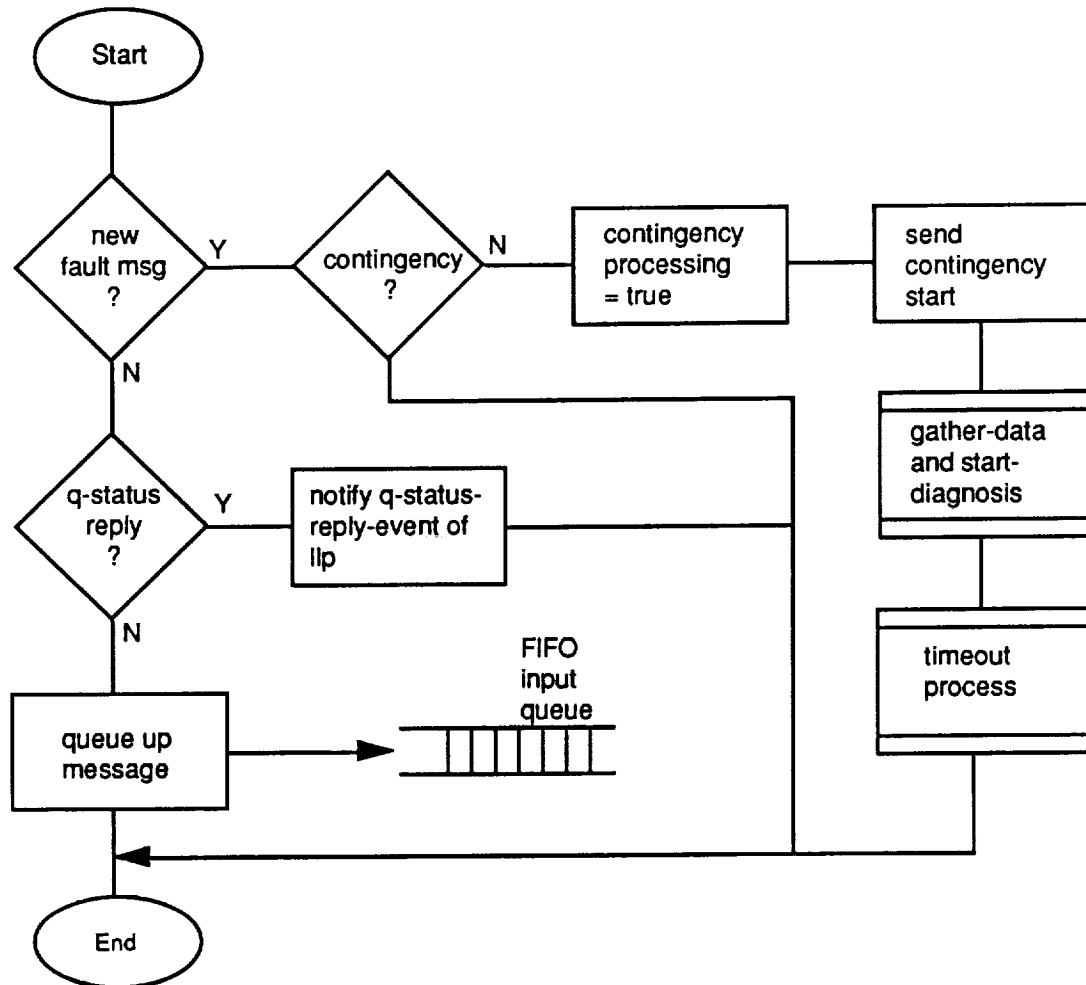 Start
new
fault msg
?
Y
N
contingency
?
N
contingency
processing
= true
send
contingency
start
gather-data
and start-
diagnosis
timeout
process
q-status
reply
?
Y
N
notify q-status-
reply-event of
llp
queue up
message
FIFO
input
queue
End